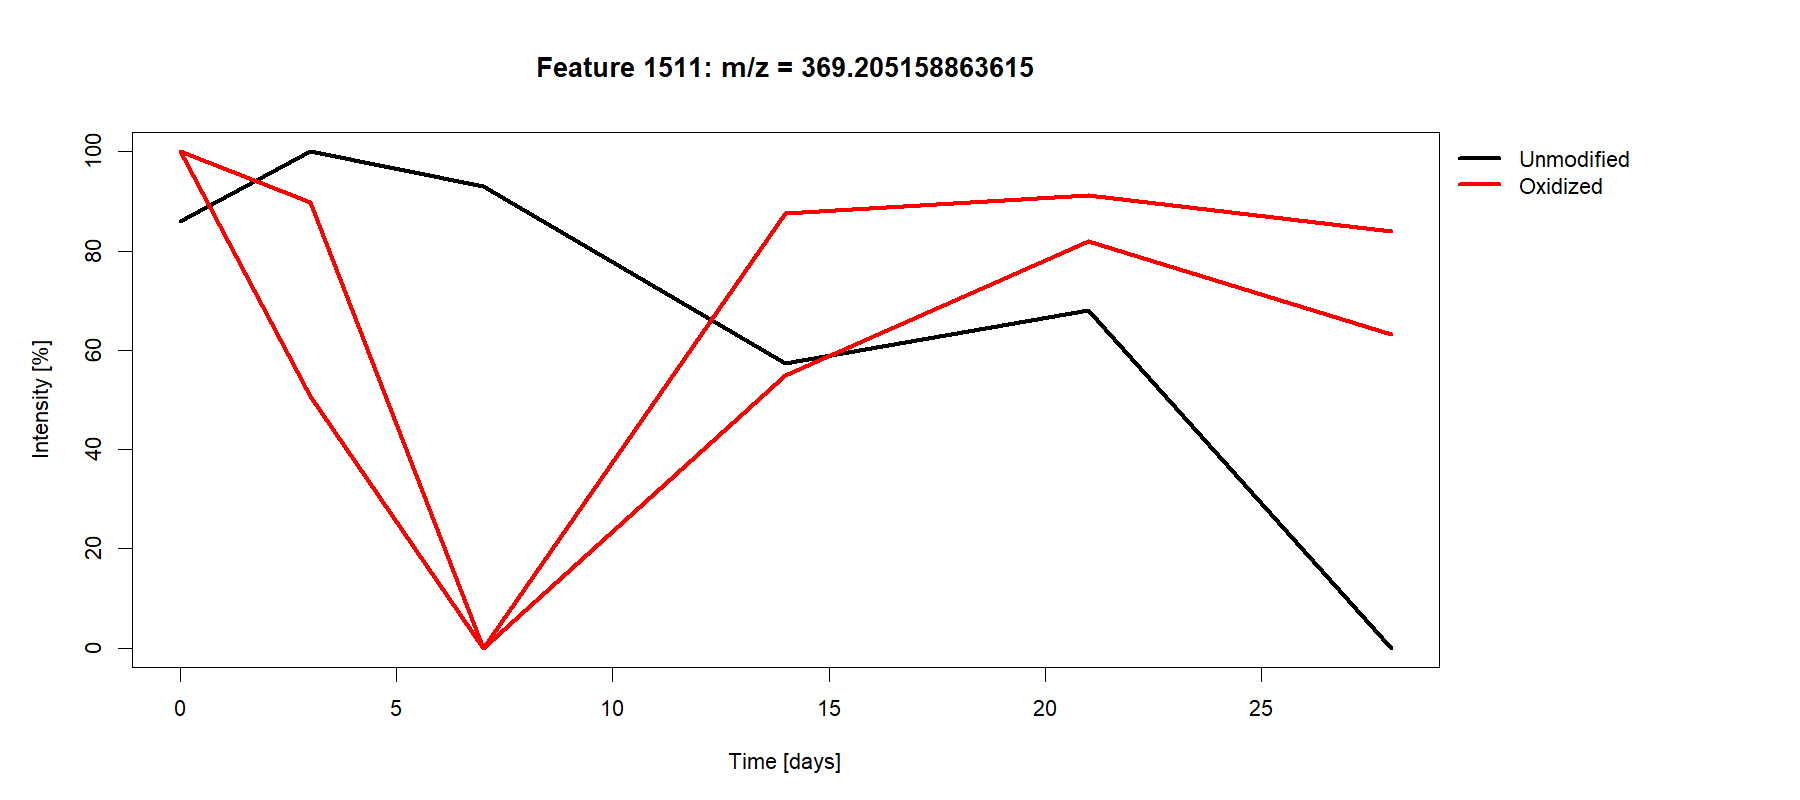 Feature 1511: m/z = 369.205158863615
Unmodified
Oxidized
Intensity [%]
100
80
60
40
20
0
0 5 10 15 20 25
Time [days]